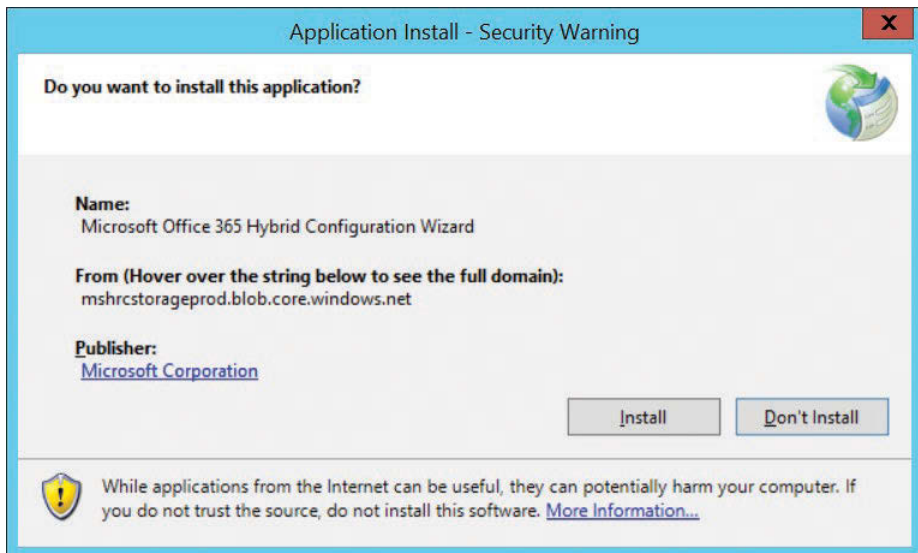 Application Install - Security Warning
X
Do you want to install this application?
Name:
Microsoft Office 365 Hybrid Configuration Wizard
From (Hover over the string below to see the full domain):
mshrcstorageprod.blob.core.windows.net
Publisher:
Microsoft Corporation
Install
Don't Install
While applications from the Internet can be useful, they can potentially harm your computer. If
you do not trust the source, do not install this software. More Information...